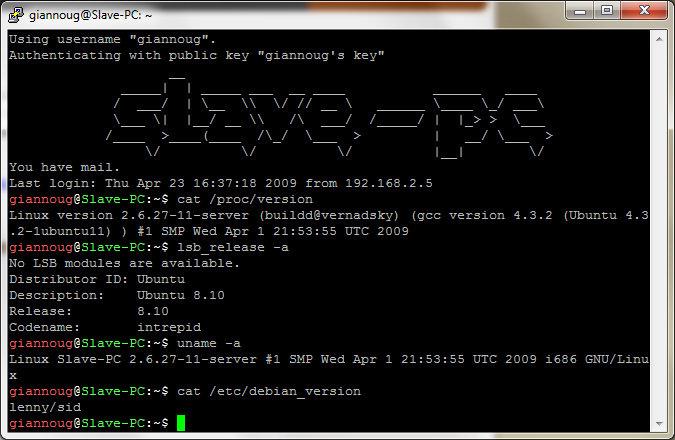 giannoug@Slave-PC: ~
Using username "giannoug".
Authenticating with public key "giannoug's key"
slave-pc
You have mail.
Last login: Thu Apr 23 16:37:18 2009 from 192.168.2.5
giannoug@Slave-PC:~$ cat /proc/version
Linux version 2.6.27-11-server (buildd@vernadsky) (gcc version 4.3.2 (Ubuntu 4.3
.2-1ubuntu11) ) #1 SMP Wed Apr 1 21:53:55 UTC 2009
giannoug@Slave-PC:~$ lsb_release -a
No LSB modules are available.
Distributor ID: Ubuntu
Description:    Ubuntu 8.10
Release:        8.10
Codename:       intrepid
giannoug@Slave-PC:~$ uname -a
Linux Slave-PC 2.6.27-11-server #1 SMP Wed Apr 1 21:53:55 UTC 2009 i686 GNU/Linu
x
giannoug@Slave-PC:~$ cat /etc/debian_version
lenny/sid
giannoug@Slave-PC:~$